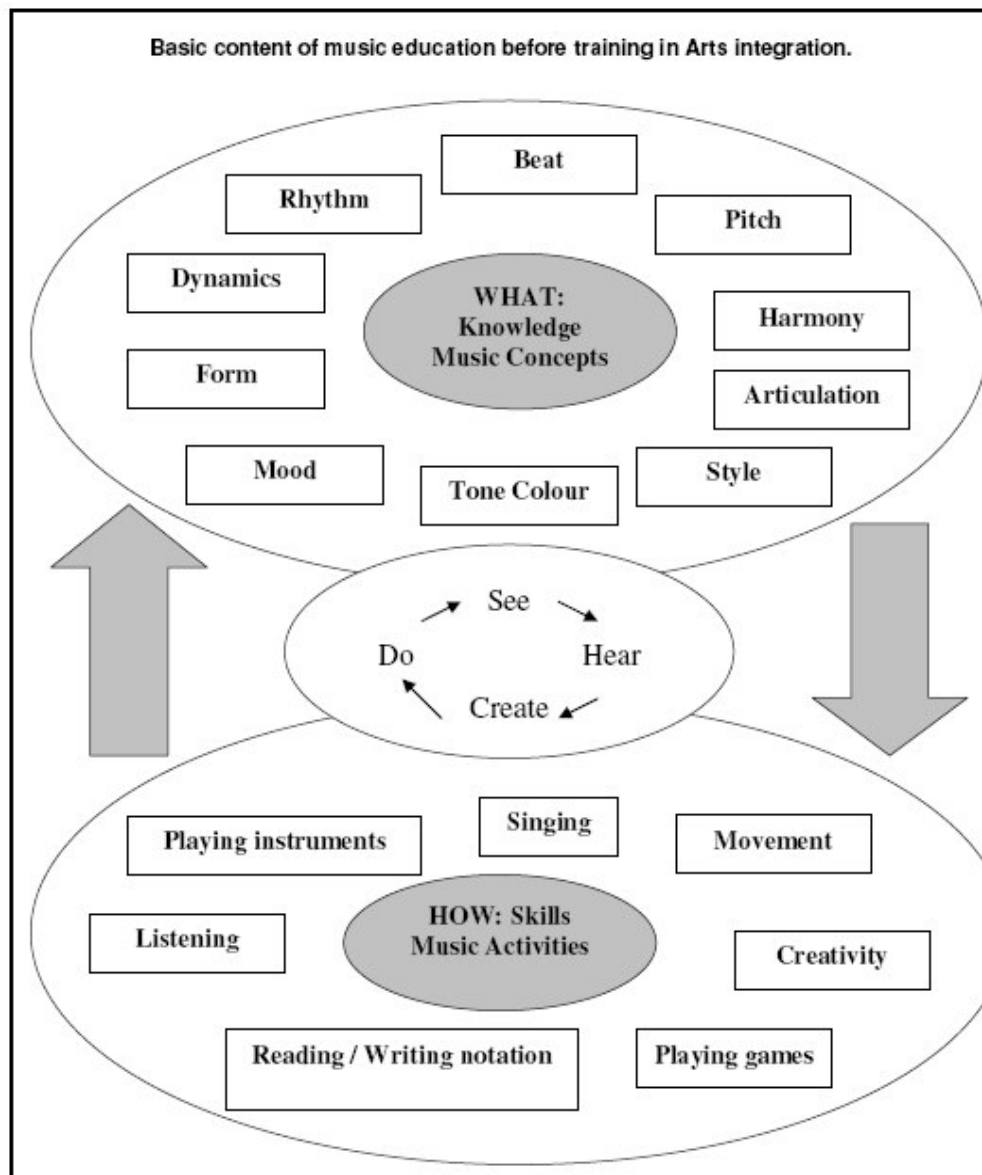 Basic content of music education before training in Arts integration.
Beat
Rhythm
Pitch
Dynamics
WHAT:
Knowledge
Music Concepts
Harmony
Form
Articulation
Mood
Tone Colour
Style
See
Do
Hear
Create
Playing instruments
Singing
Movement
Listening
HOW: Skills
Music Activities
Creativity
Reading / Writing notation
Playing games